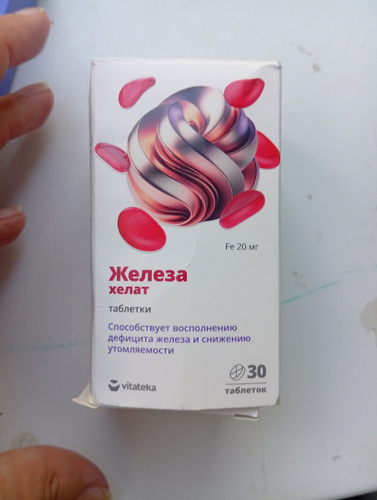 Fe 20 мг
Железа
хелат
таблетки
Способствует восполнению
дефицита железа и снижению
утомляемости
vitateka
30
таблеток